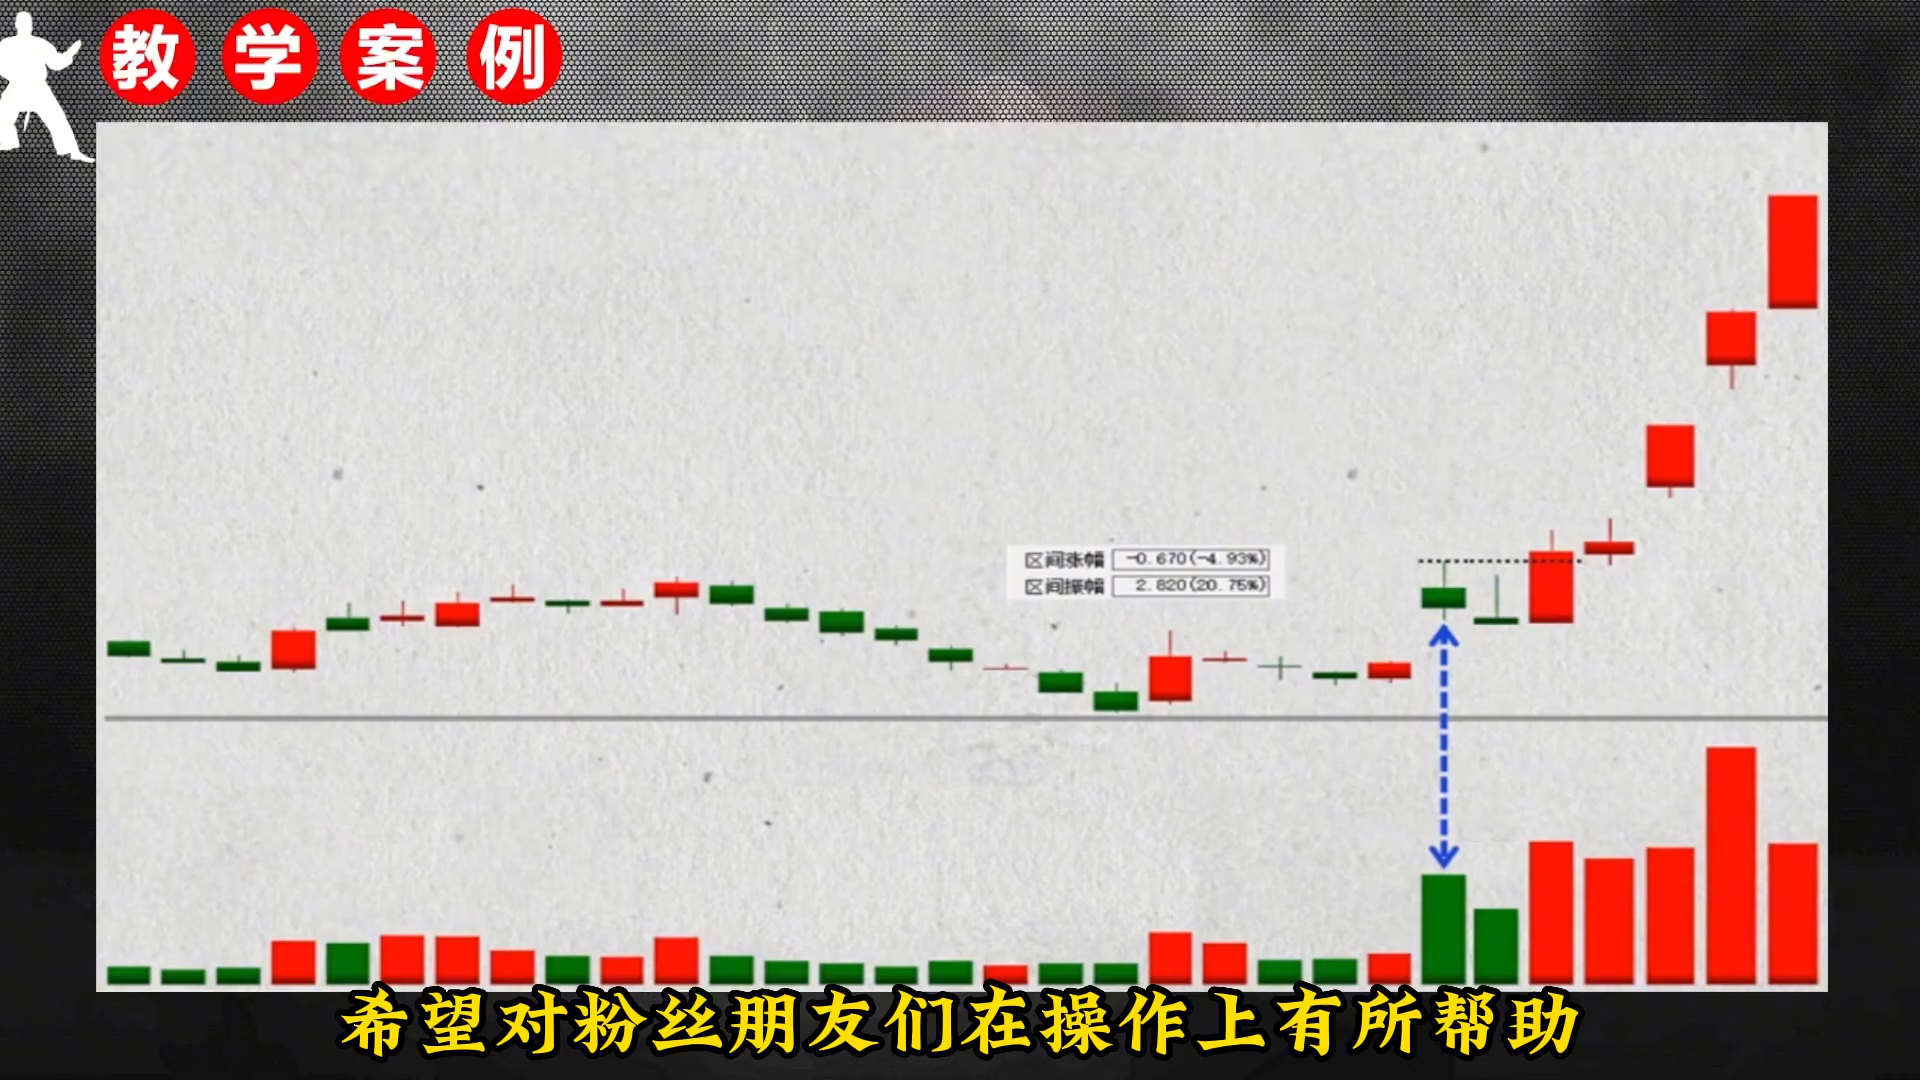 教学案例
区间涨幅 -0.670(-4.93%)
区间振幅 2.820(20.75%)
希望对粉丝朋友们在操作上有所帮助